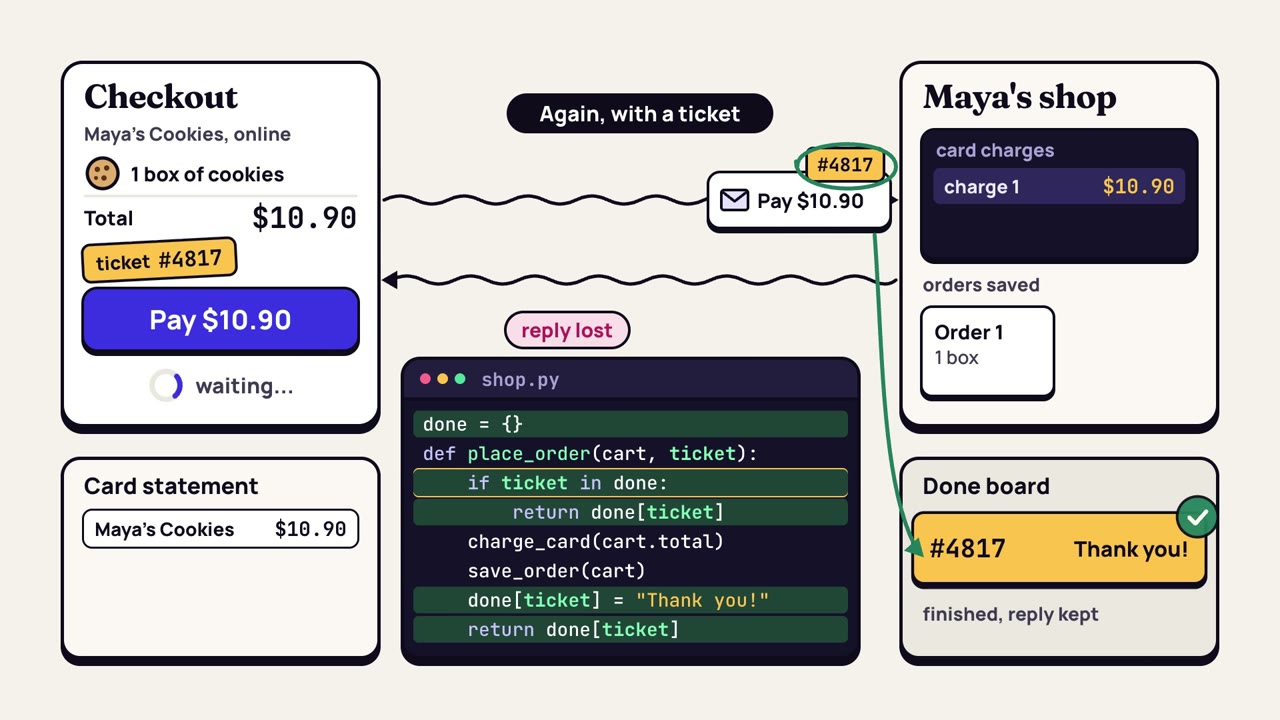 Checkout
Maya's Cookies, online
1 box of cookies
Total $10.90
ticket #4817
Pay $10.90
waiting...
Card statement
Maya's Cookies $10.90
Again, with a ticket
#4817
Pay $10.90
reply lost
shop.py
done = {}
def place_order(cart, ticket):
    if ticket in done:
        return done[ticket]
    charge_card(cart.total)
    save_order(cart)
    done[ticket] = "Thank you!"
    return done[ticket]
Maya's shop
card charges
charge 1 $10.90
orders saved
Order 1
1 box
Done board
#4817 Thank you!
finished, reply kept